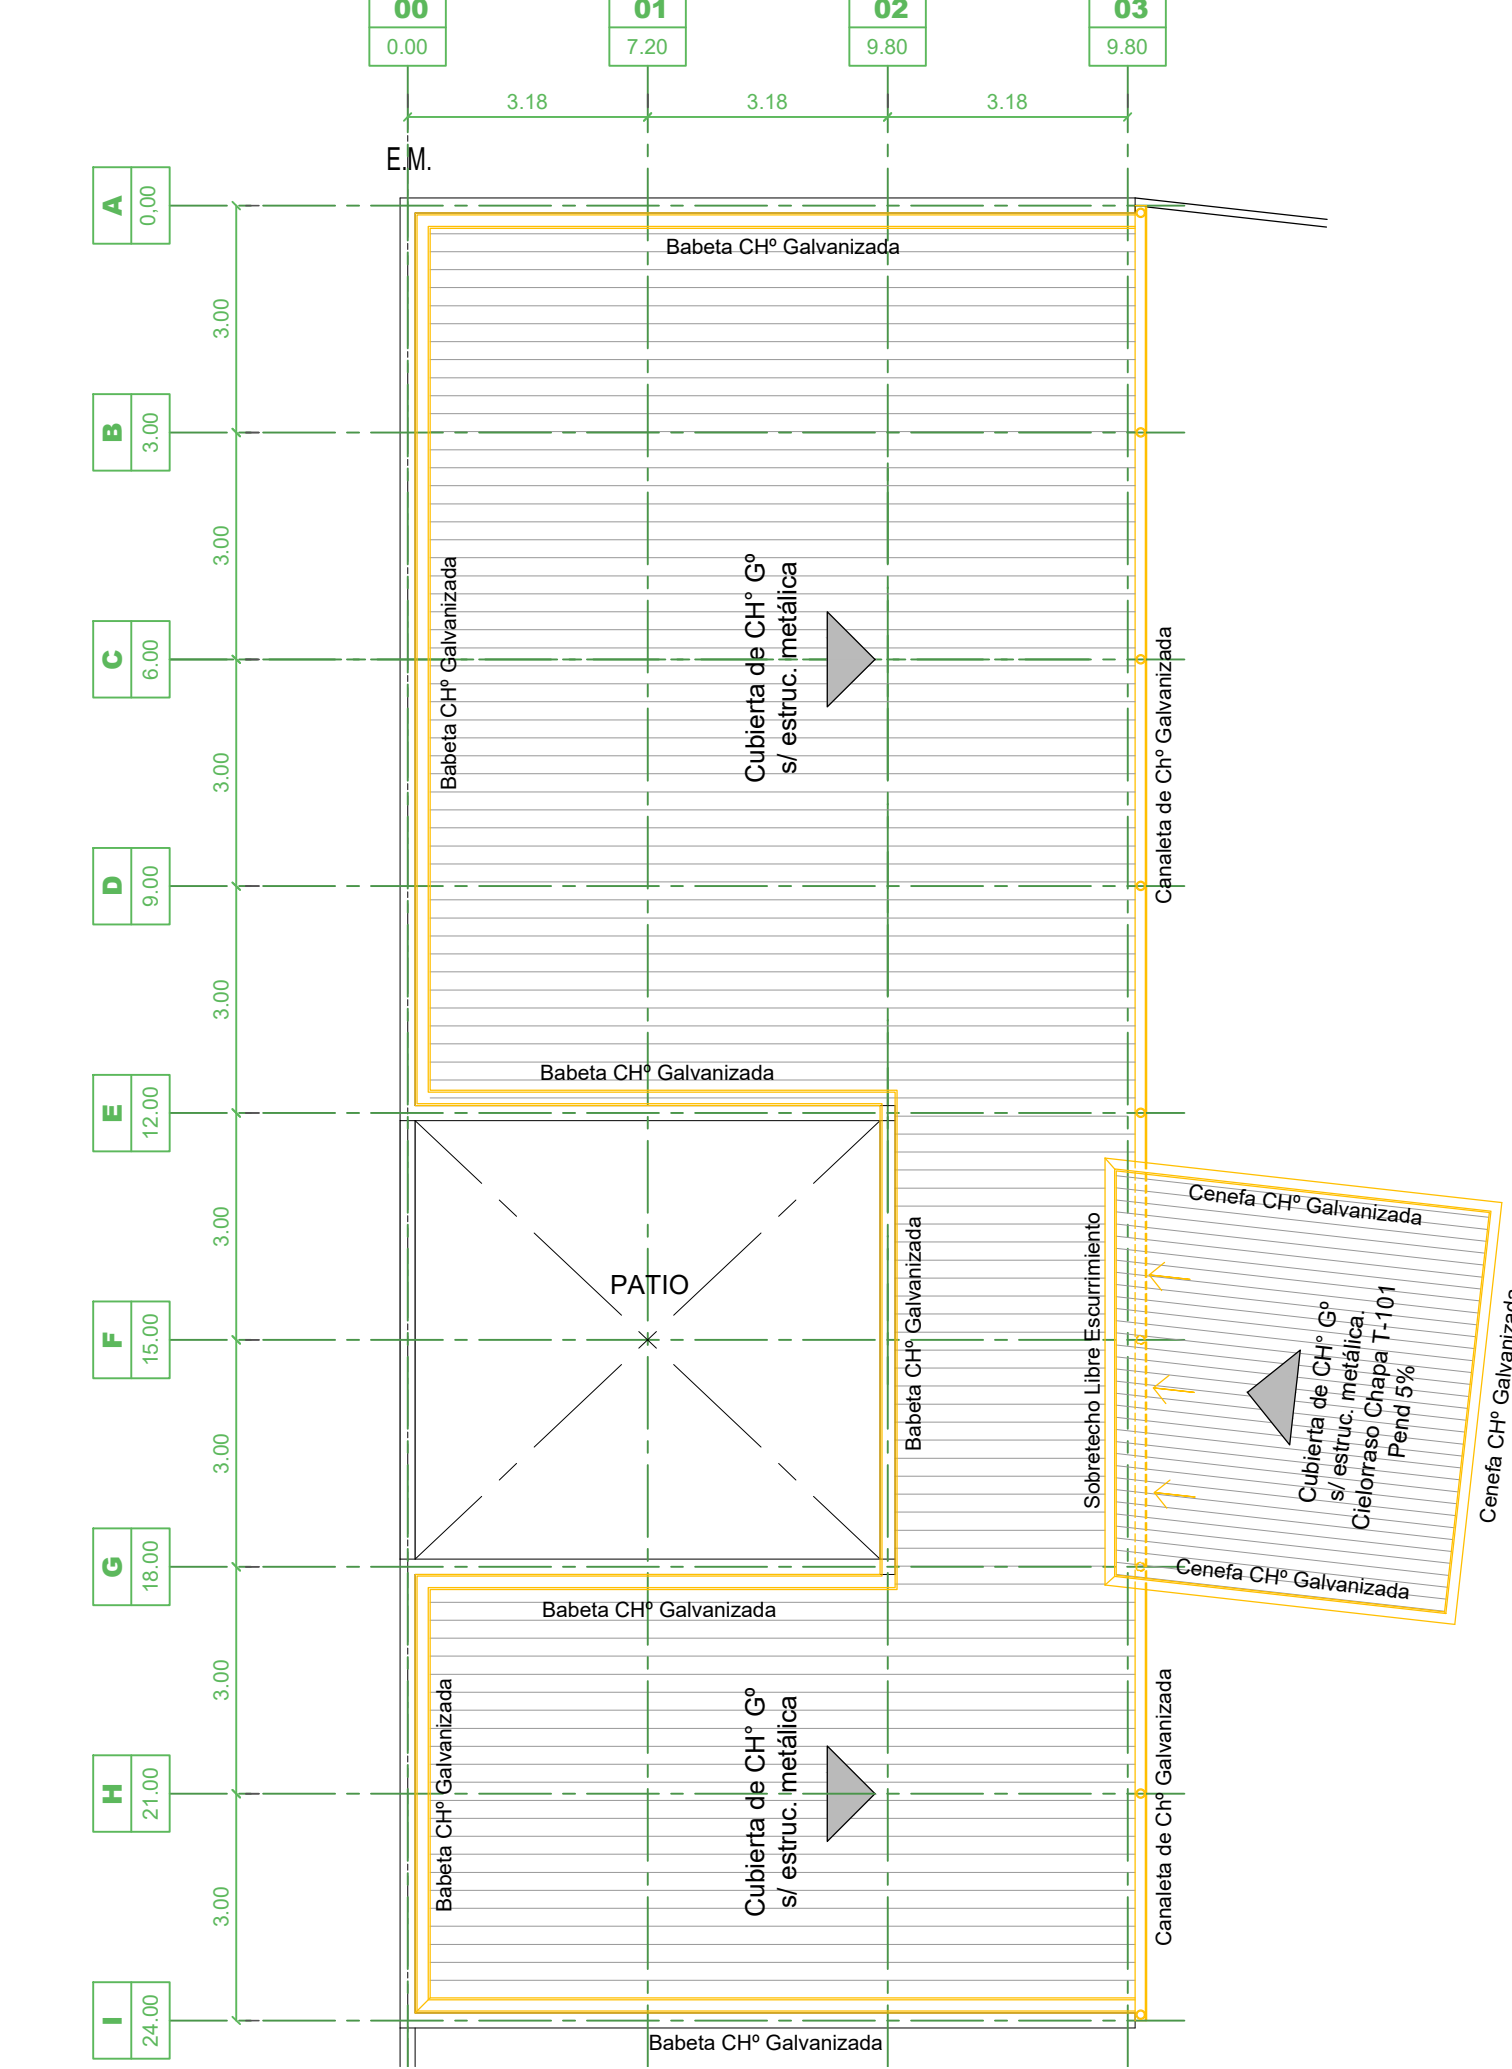 00
01
02
03
0.00
7.20
9.80
9.80
3.18
3.18
3.18
E.M.
A
0,00
Babeta CHº Galvanizada
3.00
B
3.00
3.00
Babeta CHº Galvanizada
Cubierta de CH° Gº
s/ estruc. metálica
C
6.00
Canaleta de Chº Galvanizada
3.00
D
9.00
3.00
Babeta CHº Galvanizada
E
12.00
Cenefa CHº Galvanizada
3.00
PATIO
Babeta CHº Galvanizada
Sobretecho Libre Escurrimiento
Cubierta de CH° Gº
s/ estruc. metálica.
Cielorraso Chapa T-101
Pend 5%
Cenefa CHº Galvanizada
F
15.00
3.00
G
18.00
Cenefa CHº Galvanizada
Babeta CHº Galvanizada
3.00
Babeta CHº Galvanizada
Cubierta de CH° Gº
s/ estruc. metálica
Canaleta de Chº Galvanizada
H
21.00
3.00
I
24.00
Babeta CHº Galvanizada